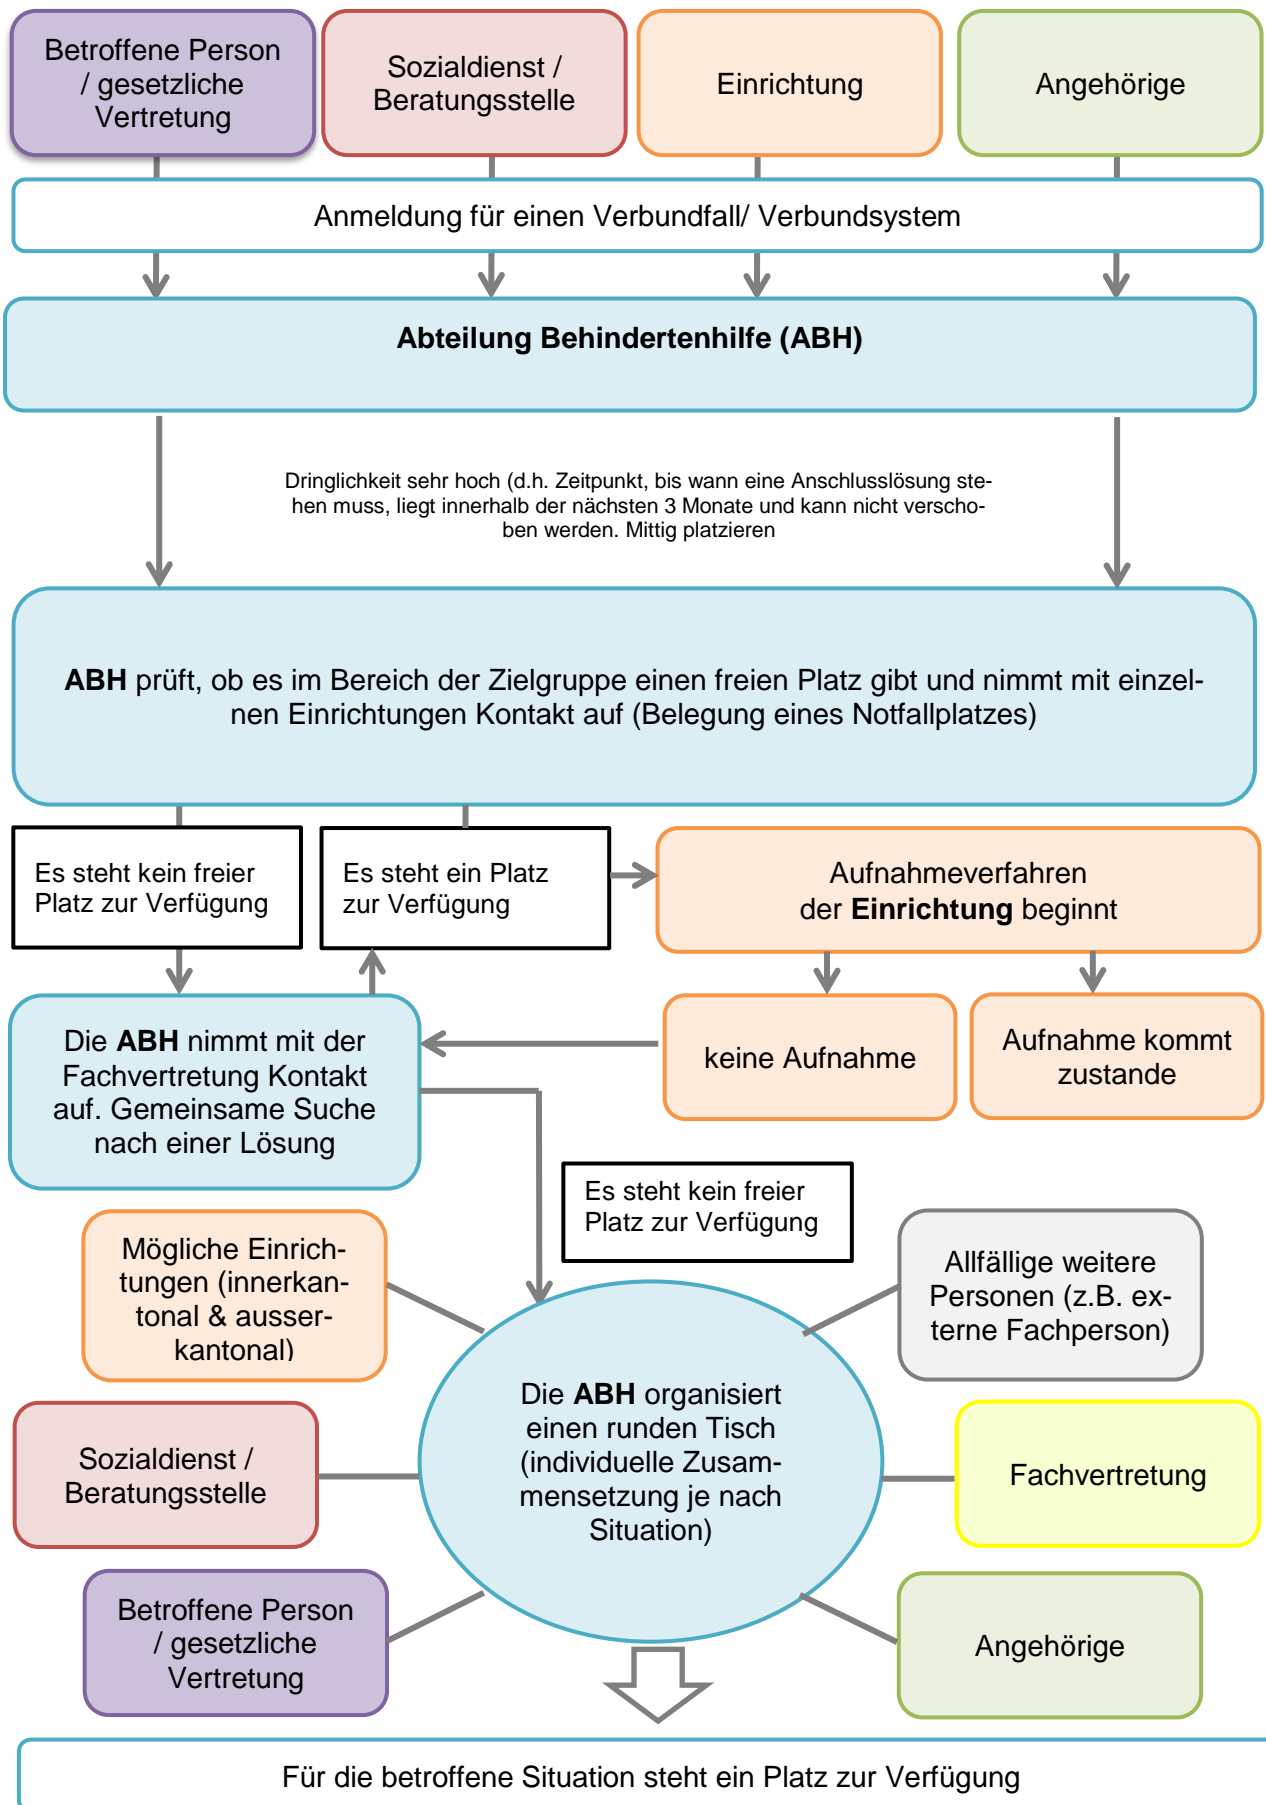 Betroffene Person
/ gesetzliche
Vertretung
Sozialdienst /
Beratungsstelle
Einrichtung
Angehörige
Anmeldung für einen Verbundfall/ Verbundsystem
Abteilung Behindertenhilfe (ABH)
Dringlichkeit sehr hoch (d.h. Zeitpunkt, bis wann eine Anschlusslösung ste-
hen muss, liegt innerhalb der nächsten 3 Monate und kann nicht verscho-
ben werden. Mittig platzieren
ABH prüft, ob es im Bereich der Zielgruppe einen freien Platz gibt und nimmt mit einzel-
nen Einrichtungen Kontakt auf (Belegung eines Notfallplatzes)
Es steht kein freier
Platz zur Verfügung
Es steht ein Platz
zur Verfügung
Aufnahmeverfahren
der Einrichtung beginnt
Die ABH nimmt mit der
Fachvertretung Kontakt
auf. Gemeinsame Suche
nach einer Lösung
keine Aufnahme
Aufnahme kommt
zustande
Es steht kein freier
Platz zur Verfügung
Mögliche Einrich-
tungen (innerkan-
tonal & ausser-
kantonal)
Allfällige weitere
Personen (z.B. ex-
terne Fachperson)
Die ABH organisiert
einen runden Tisch
(individuelle Zusam-
mensetzung je nach
Situation)
Sozialdienst /
Beratungsstelle
Fachvertretung
Betroffene Person
/ gesetzliche
Vertretung
Angehörige
Für die betroffene Situation steht ein Platz zur Verfügung